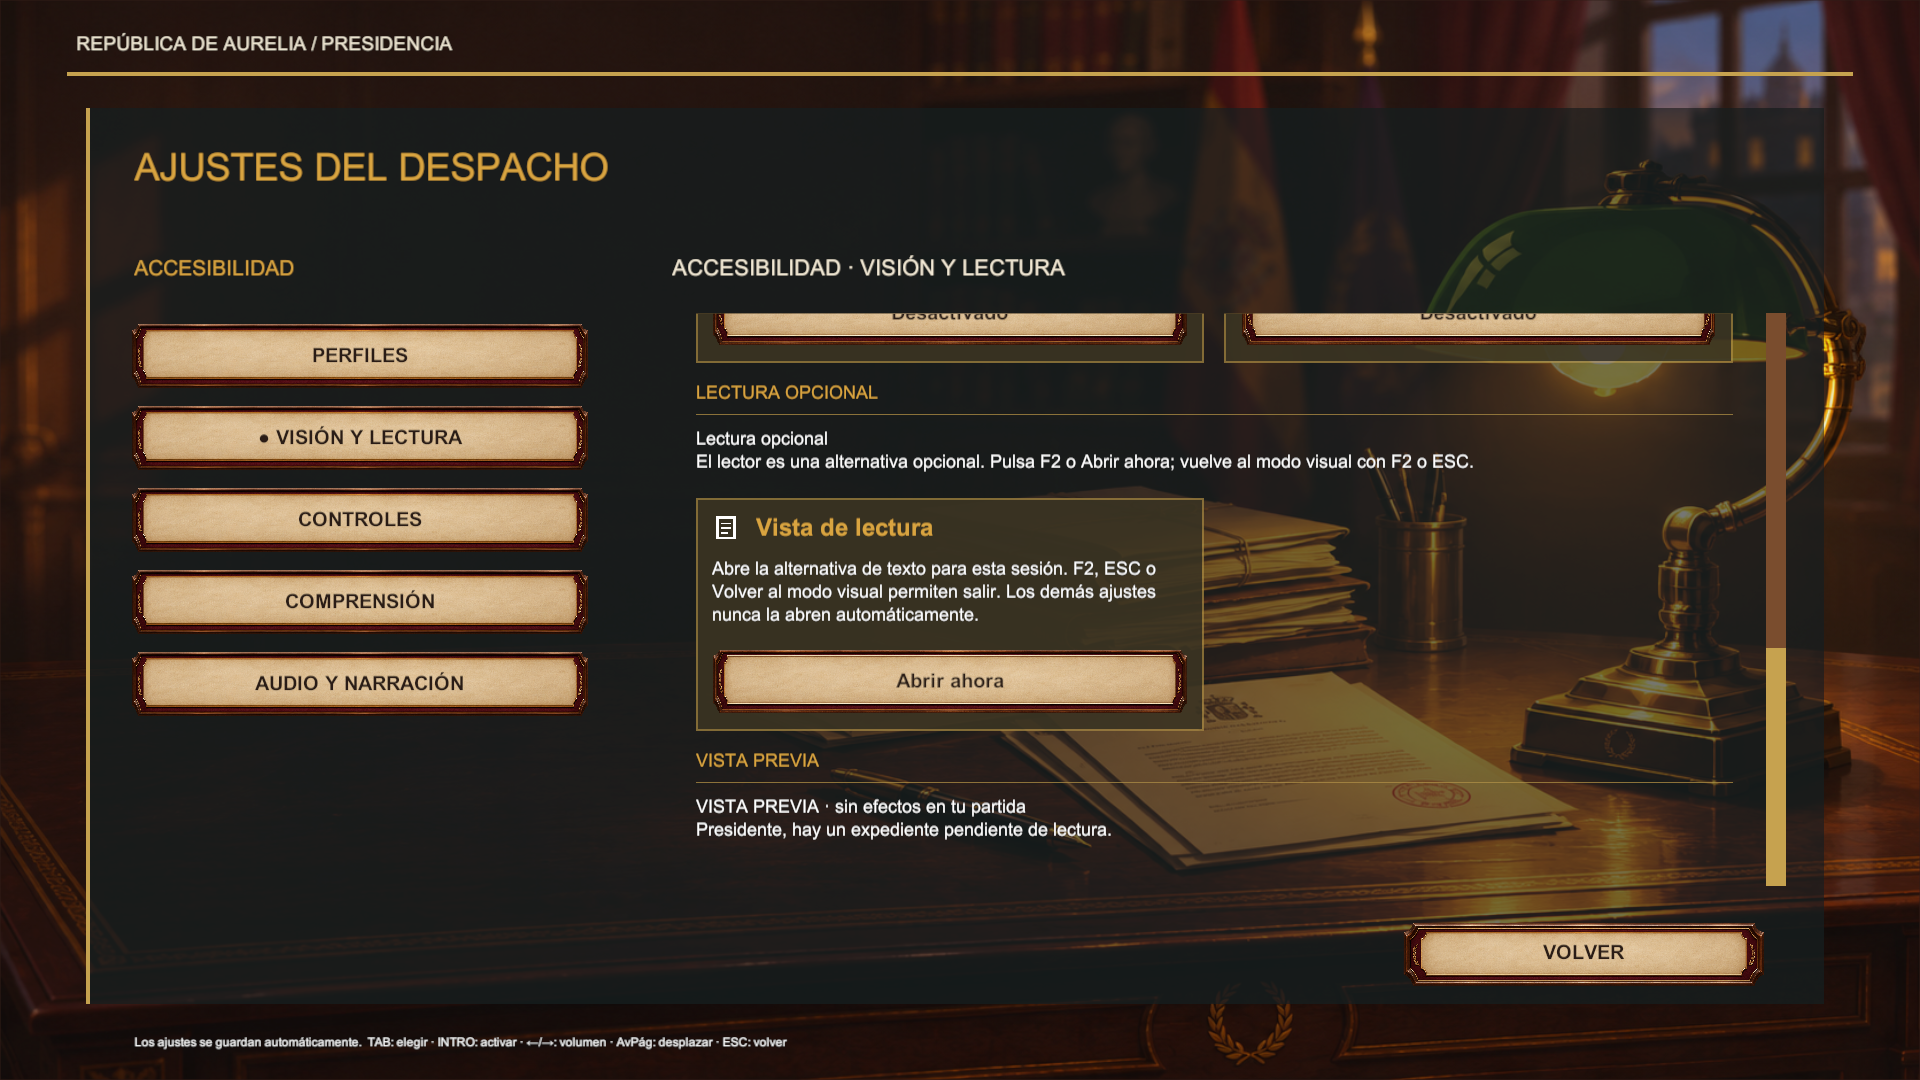 REPÚBLICA DE AURELIA / PRESIDENCIA
AJUSTES DEL DESPACHO
ACCESIBILIDAD
PERFILES
● VISIÓN Y LECTURA
CONTROLES
COMPRENSIÓN
AUDIO Y NARRACIÓN
ACCESIBILIDAD · VISIÓN Y LECTURA
Desactivado
Desactivado
LECTURA OPCIONAL
Lectura opcional
El lector es una alternativa opcional. Pulsa F2 o Abrir ahora; vuelve al modo visual con F2 o ESC.
Vista de lectura
Abre la alternativa de texto para esta sesión. F2, ESC o
Volver al modo visual permiten salir. Los demás ajustes
nunca la abren automáticamente.
Abrir ahora
VISTA PREVIA
VISTA PREVIA · sin efectos en tu partida
Presidente, hay un expediente pendiente de lectura.
VOLVER
Los ajustes se guardan automáticamente. TAB: elegir · INTRO: activar · ←/→: volumen · AvPág: desplazar · ESC: volver